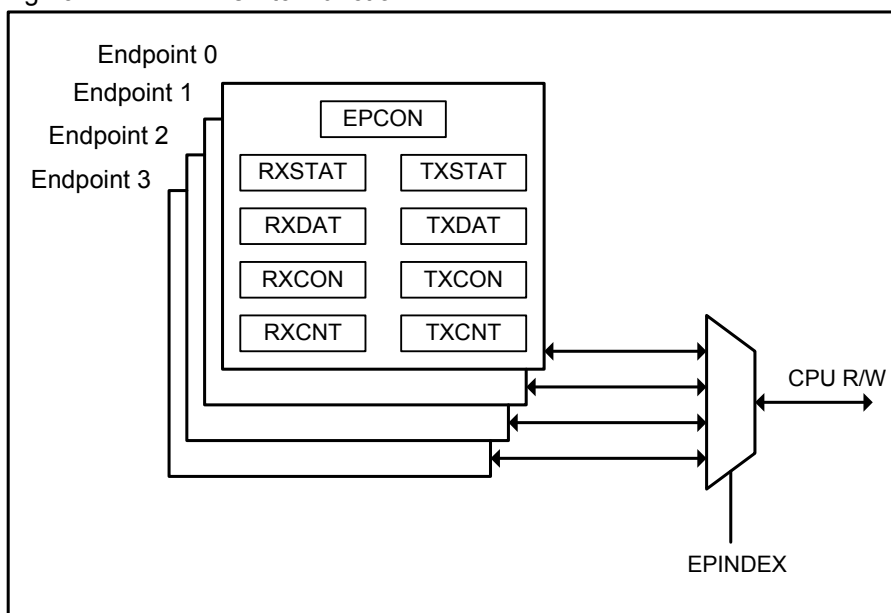 Endpoint 0
Endpoint 1
Endpoint 2
Endpoint 3
EPCON
RXSTAT TXSTAT
RXDAT TXDAT
RXCON TXCON
RXCNT TXCNT
CPU R/W
EPINDEX